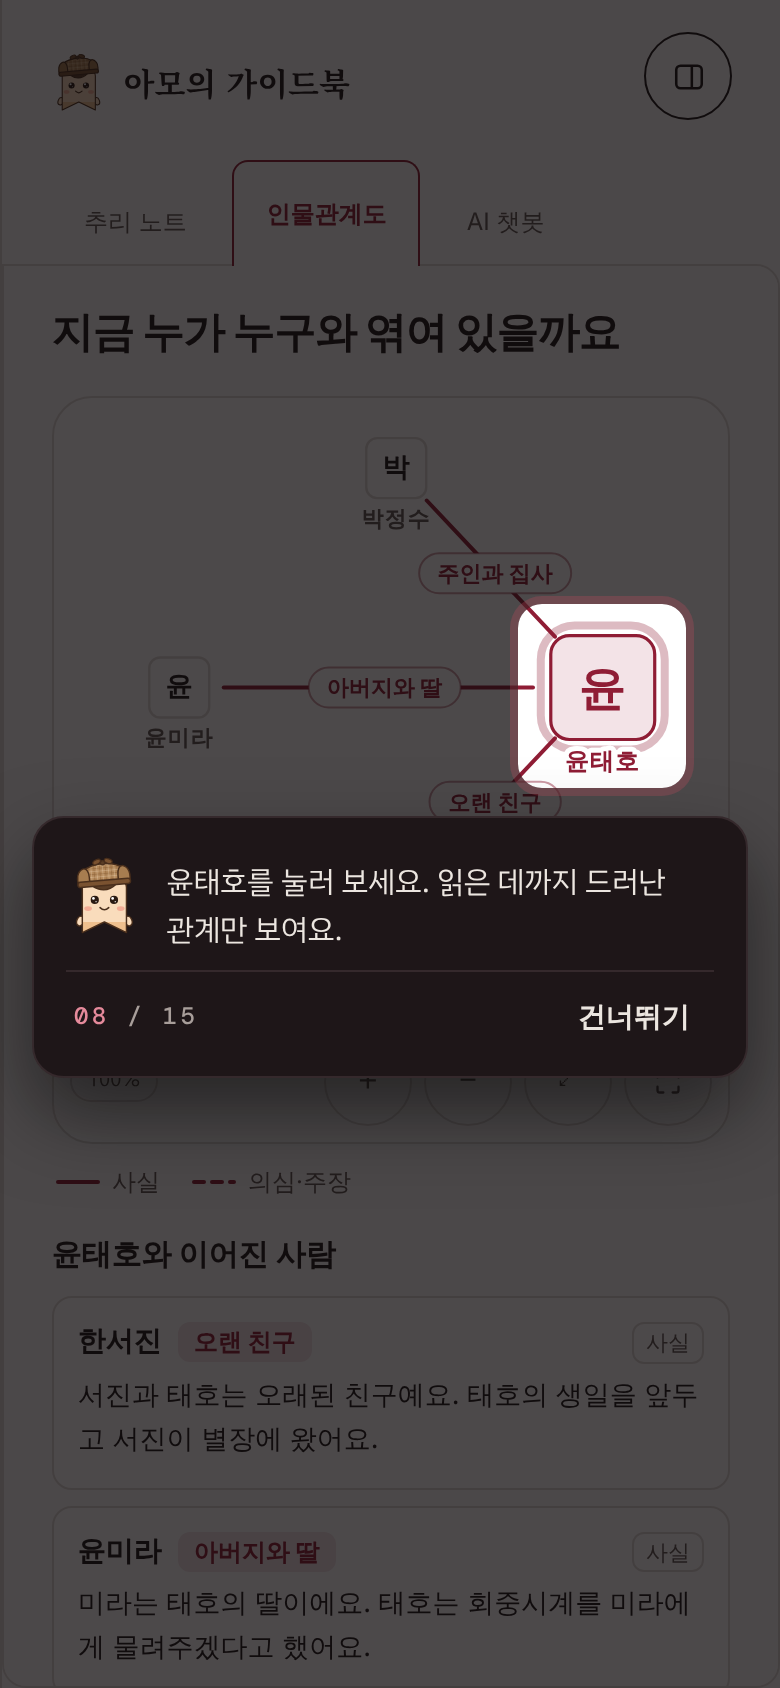 아모의 가이드북
추리 노트
인물관계도
AI 챗봇
지금 누가 누구와 엮여 있을까요
박
박정수
주인과 집사
윤
윤미라
아버지와 딸
윤
윤태호
오랜 친구
윤태호를 눌러 보세요. 읽은 데까지 드러난
관계만 보여요.
08 / 15
건너뛰기
100%
사실
의심·주장
윤태호와 이어진 사람
한서진
오랜 친구
사실
서진과 태호는 오래된 친구예요. 태호의 생일을 앞두
고 서진이 별장에 왔어요.
윤미라
아버지와 딸
사실
미라는 태호의 딸이에요. 태호는 회중시계를 미라에
게 물려주겠다고 했어요.